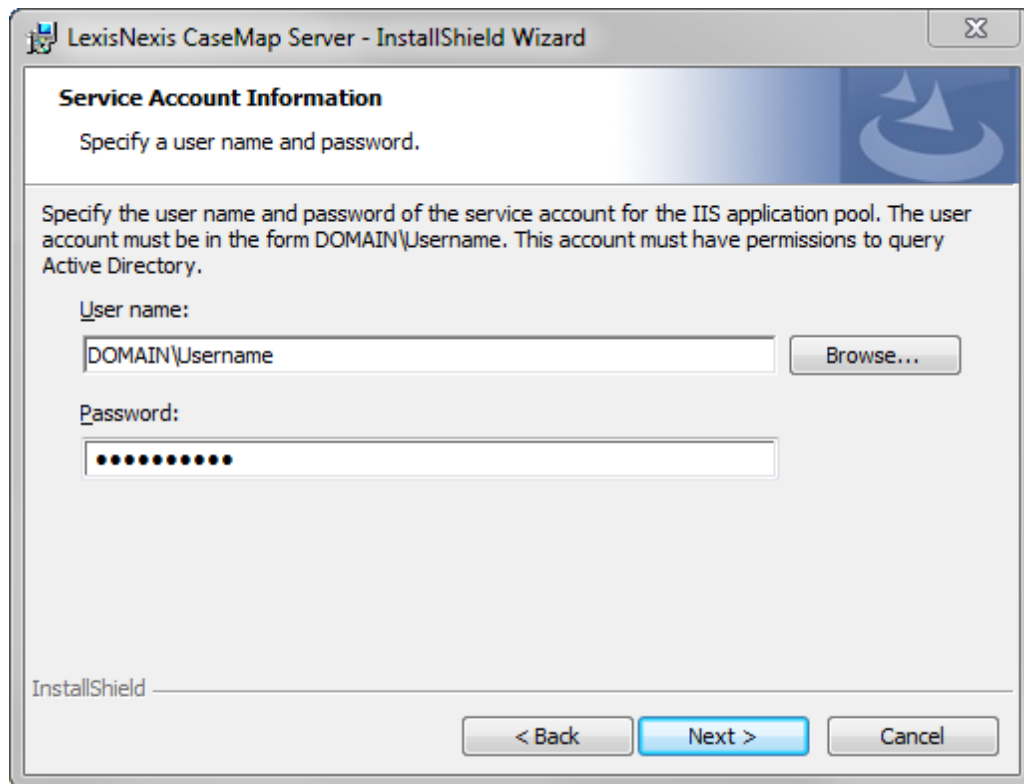 LexisNexis CaseMap Server - InstallShield Wizard
Service Account Information
Specify a user name and password.
Specify the user name and password of the service account for the IIS application pool. The user
account must be in the form DOMAIN\Username. This account must have permissions to query
Active Directory.
User name:
DOMAIN\Username
Browse...
Password:
••••••••••
InstallShield
< Back
Next >
Cancel